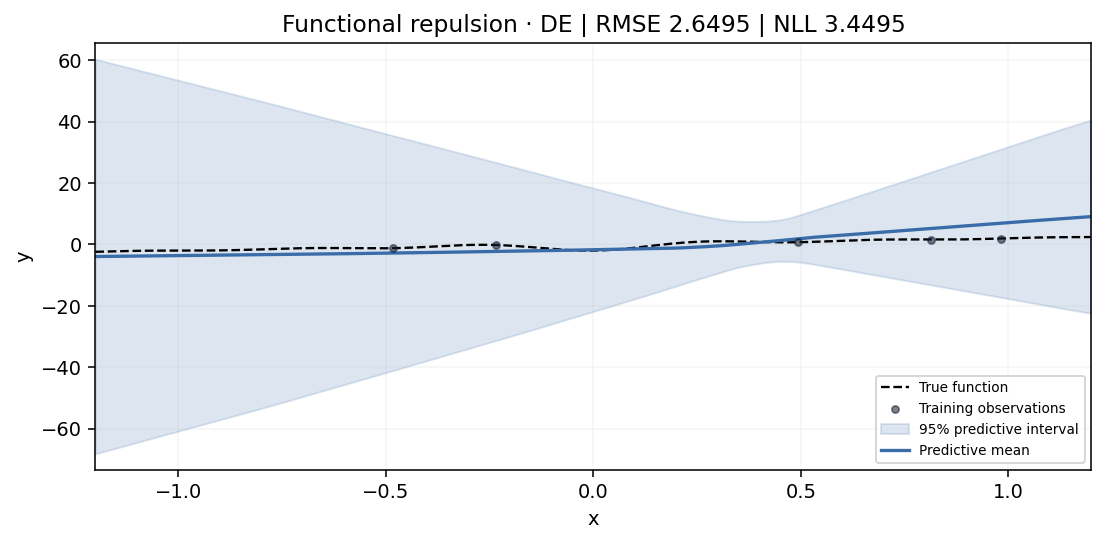 Functional repulsion · DE | RMSE 2.6495 | NLL 3.4495
60
40
20
0
−20
−40
−60
y
−1.0
−0.5
0.0
0.5
1.0
x
True function
Training observations
95% predictive interval
Predictive mean